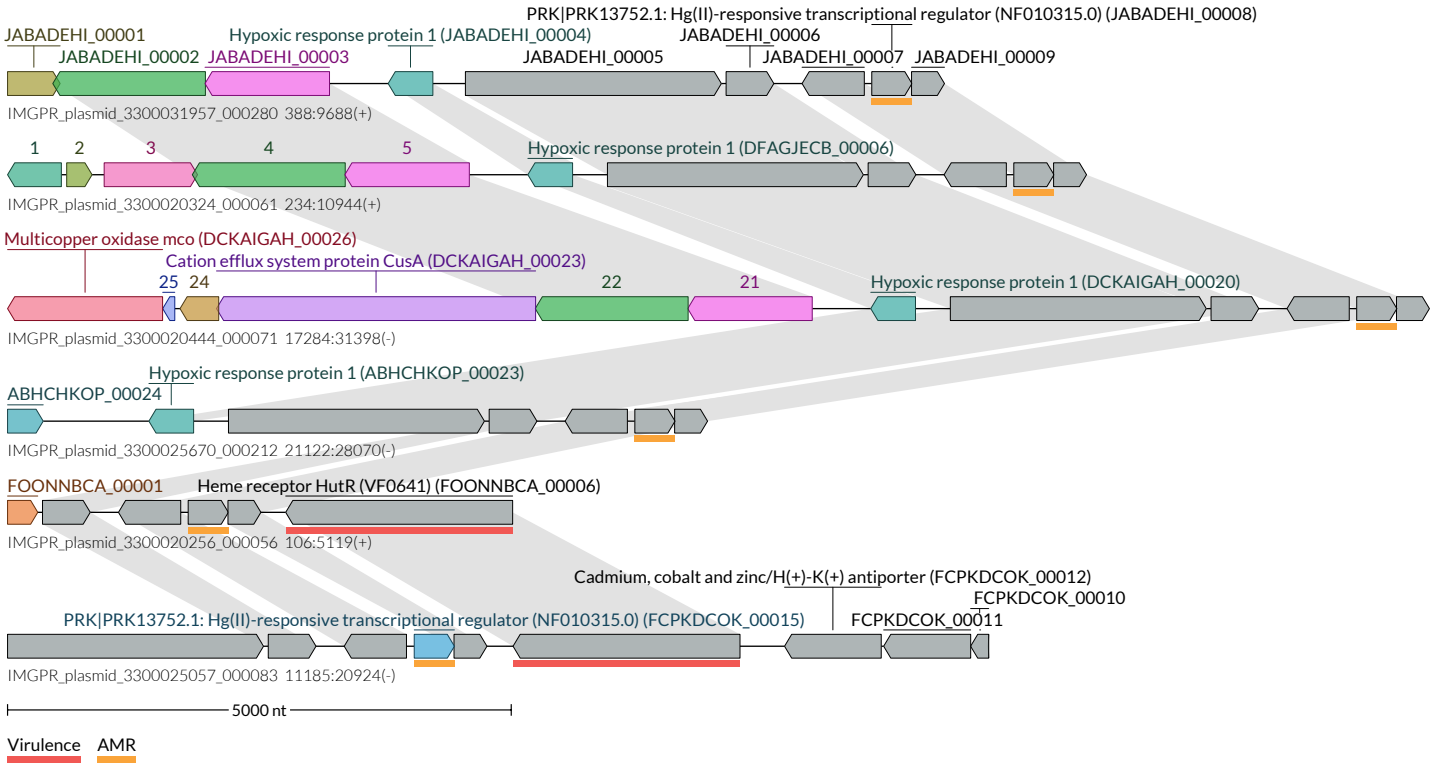 PRK|PRK13752.1: Hg(II)-responsive transcriptional regulator (NF010315.0) (JABADEHI_00008)
JABADEHI_00001 Hypoxic response protein 1 (JABADEHI_00004) JABADEHI_00006
JABADEHI_00002 JABADEHI_00003 JABADEHI_00005 JABADEHI_00007 JABADEHI_00009
IMGPR_plasmid_3300031957_000280 388:9688(+)
1 2 3 4 5 Hypoxic response protein 1 (DFAGJECB_00006)
IMGPR_plasmid_3300020324_000061 234:10944(+)
Multicopper oxidase mco (DCKAIGAH_00026)
Cation efflux system protein CusA (DCKAIGAH_00023)
25 24 22 21 Hypoxic response protein 1 (DCKAIGAH_00020)
IMGPR_plasmid_3300020444_000071 17284:31398(-)
Hypoxic response protein 1 (ABHCHKOP_00023)
ABHCHKOP_00024
IMGPR_plasmid_3300025670_000212 21122:28070(-)
FOONNBCA_00001 Heme receptor HutR (VF0641) (FOONNBCA_00006)
IMGPR_plasmid_3300020256_000056 106:5119(+)
Cadmium, cobalt and zinc/H(+)-K(+) antiporter (FCPKDCOK_00012)
FCPKDCOK_00010
PRK|PRK13752.1: Hg(II)-responsive transcriptional regulator (NF010315.0) (FCPKDCOK_00015) FCPKDCOK_00011
IMGPR_plasmid_3300025057_000083 11185:20924(-)
5000 nt
Virulence AMR